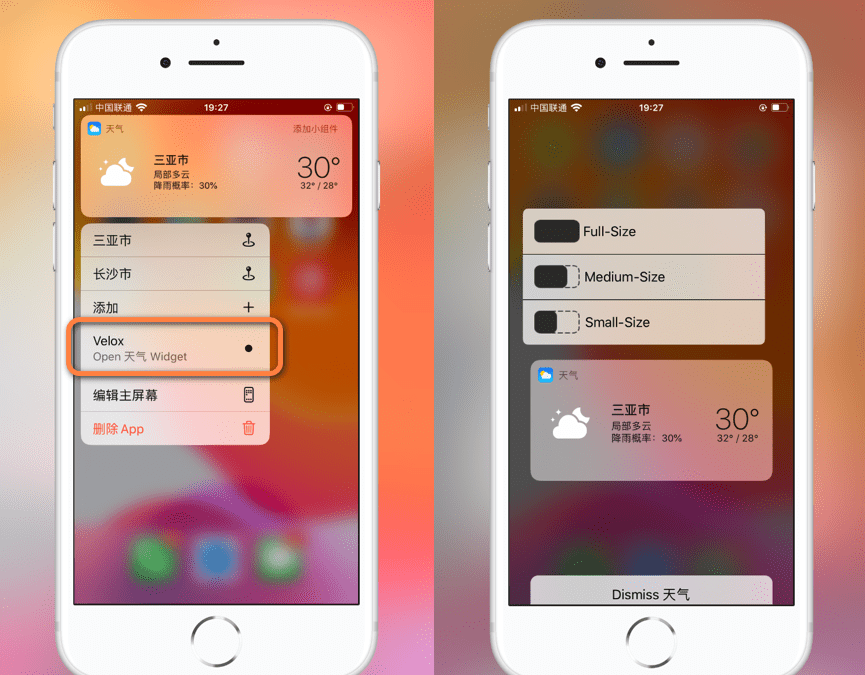 中国联通
19:27
天气
添加小组件
三亚市
局部多云
降雨概率：30%
30°
32° / 28°
三亚市
长沙市
添加
Velox
Open 天气 Widget
编辑主屏幕
删除 App
中国联通
19:27
Full-Size
Medium-Size
Small-Size
天气
三亚市
局部多云
降雨概率：30%
30°
32° / 28°
Dismiss 天气